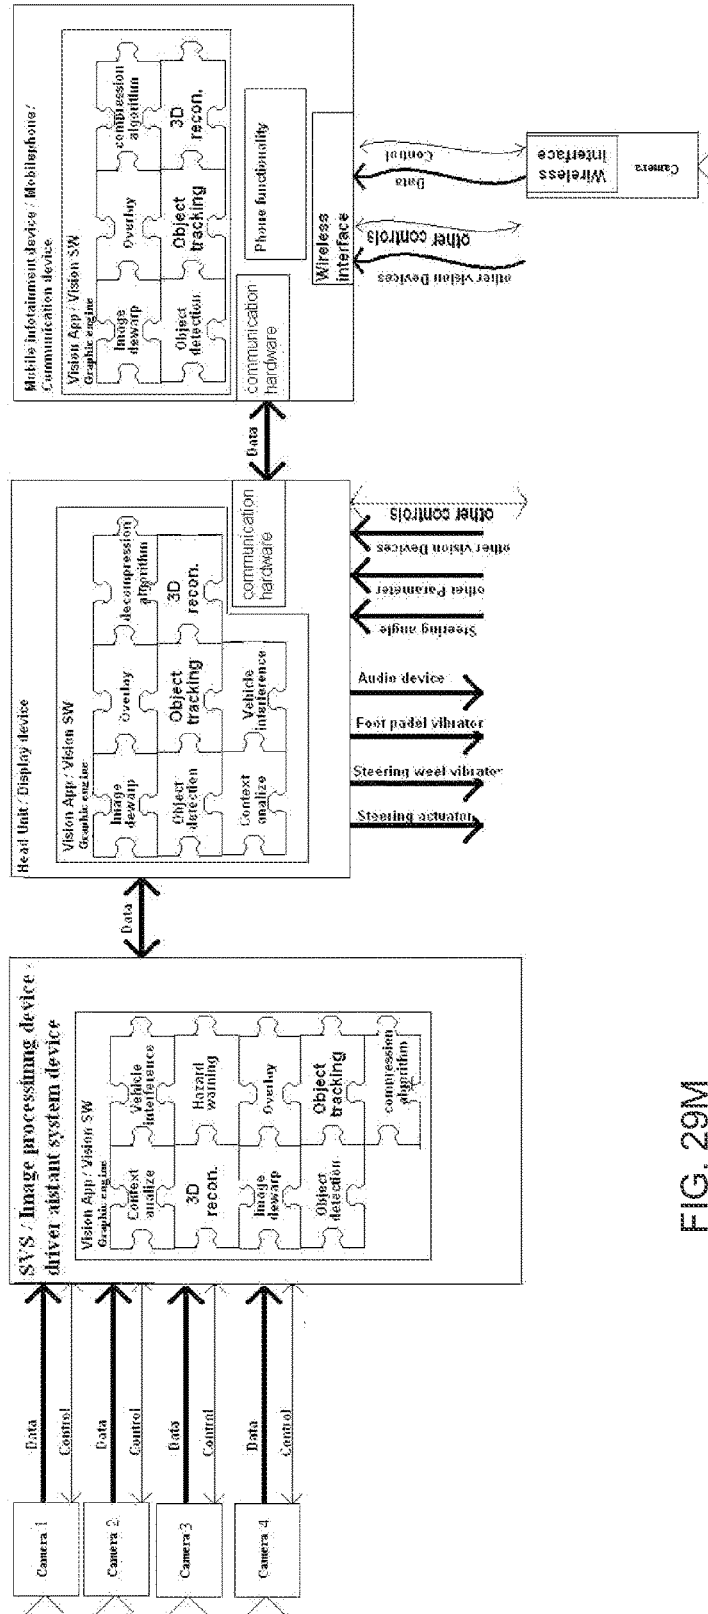 Camera 1
Data
Control
Camera 2
Data
Control
Camera 3
Data
Control
Camera 4
Data
Control
SVS / Image processimng device /
driver aistant system device
Vision App / Vision SW
Graphic engine
Context
analize
Vehicle
interference
3D
recon.
Hazard
warning
Image
dewarp
Overlay
Object
detection
Object
tracking
compression
algorithm
Data
Head Unit / Display device
Vision App / Vision SW
Graphic engine
Image
dewarp
Overlay
decompression
algorithm
Object
detection
Object
tracking
3D
recon.
Context
analize
Vehicle
interference
communication
hardware
Steering actuator
Steering weel vibrator
Foot padel vibrator
Audio device
Steering angle
other Parameter
other vision Devices
other controls
Data
Mobile infotainment device / Mobilephone /
Communication device
Vision App / Vision SW
Graphic engine
Image
dewarp
Overlay
compression
algorithm
Object
detection
Object
tracking
3D
recon.
communication
hardware
Phone functionality
Wireless
interface
other vision Devices
other controls
Data
Control
Wireless
Interface
Camera
FIG. 29M